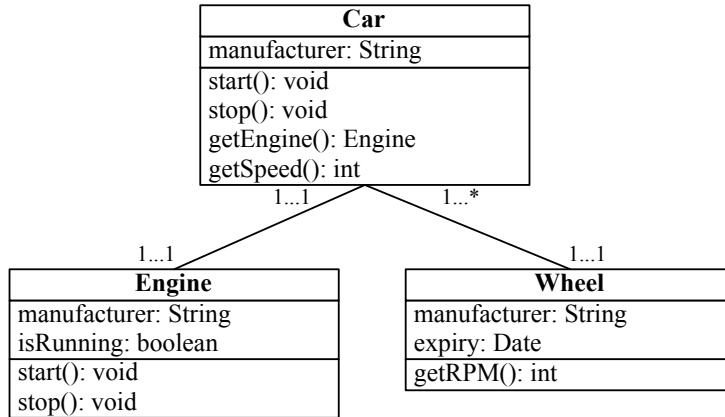 Car
manufacturer: String
start(): void
stop(): void
getEngine(): Engine
getSpeed(): int
1...1
1...*
1...1
1...1
Engine
manufacturer: String
isRunning: boolean
start(): void
stop(): void
Wheel
manufacturer: String
expiry: Date
getRPM(): int